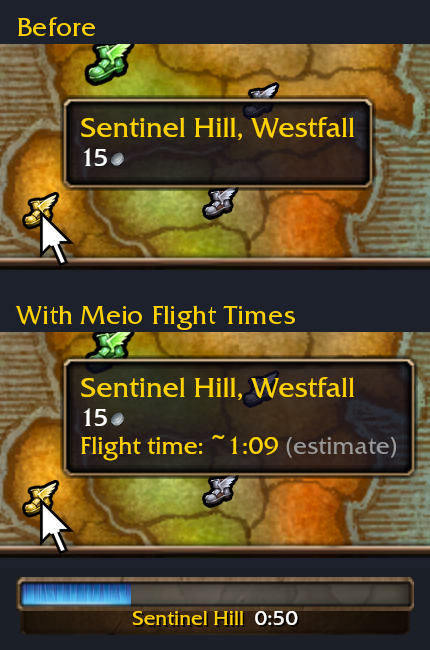 Before
Sentinel Hill, Westfall
15
With Meio Flight Times
Sentinel Hill, Westfall
15
Flight time: ~1:09 (estimate)
Sentinel Hill 0:50